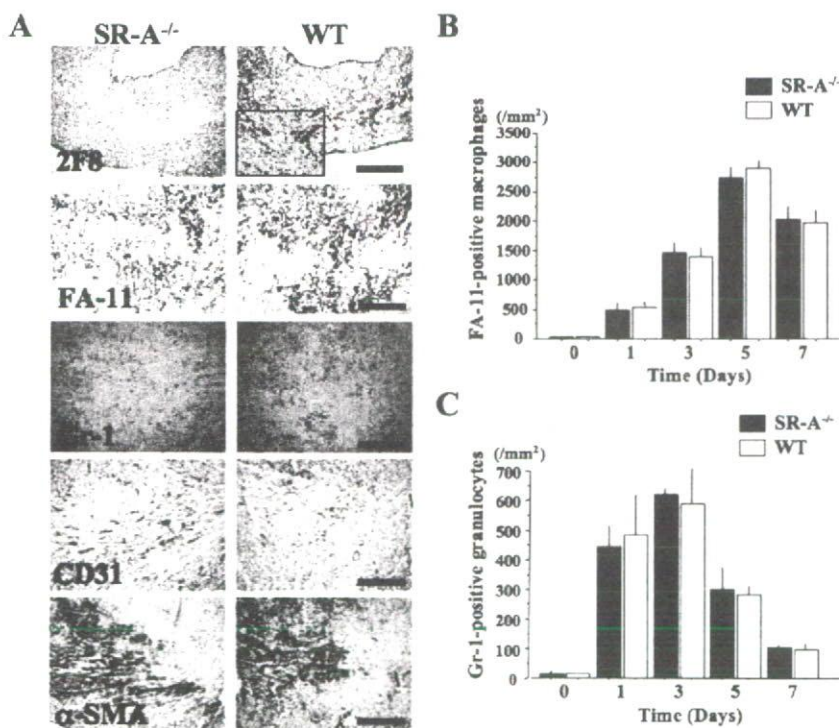 A
SR-A-/-
WT
2F8
FA-11
-1
CD31
α-SMA
B
SR-A-/-
WT
(/mm²)
FA-11-positive macrophages
3500
3000
2500
2000
1500
1000
500
0
0 1 3 5 7
Time (Days)
C
SR-A-/-
WT
(/mm²)
Gr-1-positive granulocytes
700
600
500
400
300
200
100
0
0 1 3 5 7
Time (Days)